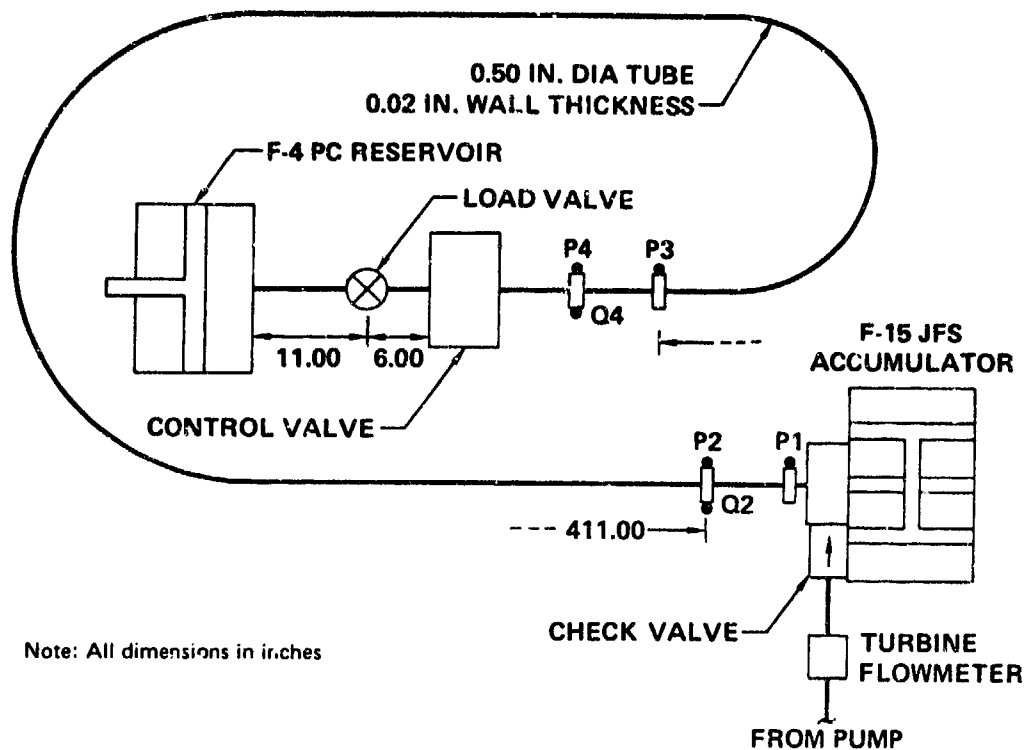 0.50 IN. DIA TUBE
0.02 IN. WALL THICKNESS
F-4 PC RESERVOIR
LOAD VALVE
P4
P3
Q4
11.00
6.00
F-15 JFS
ACCUMULATOR
CONTROL VALVE
P2
P1
Q2
411.00
CHECK VALVE
TURBINE
FLOWMETER
Note: All dimensions in inches
FROM PUMP